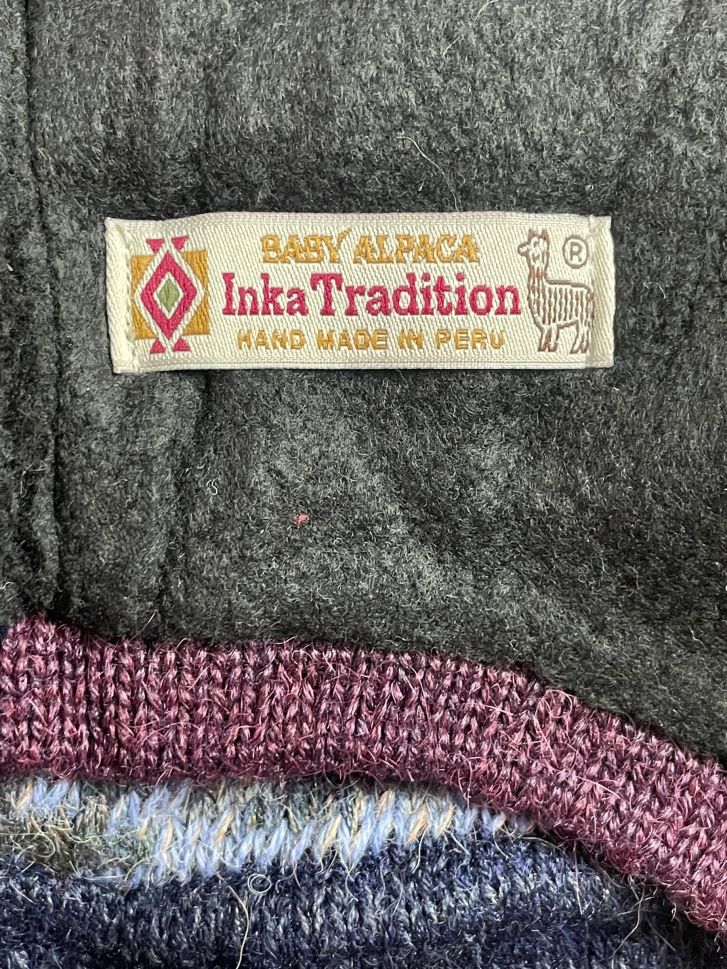 BABY ALPACA
Inka Tradition
HAND MADE IN PERU
®